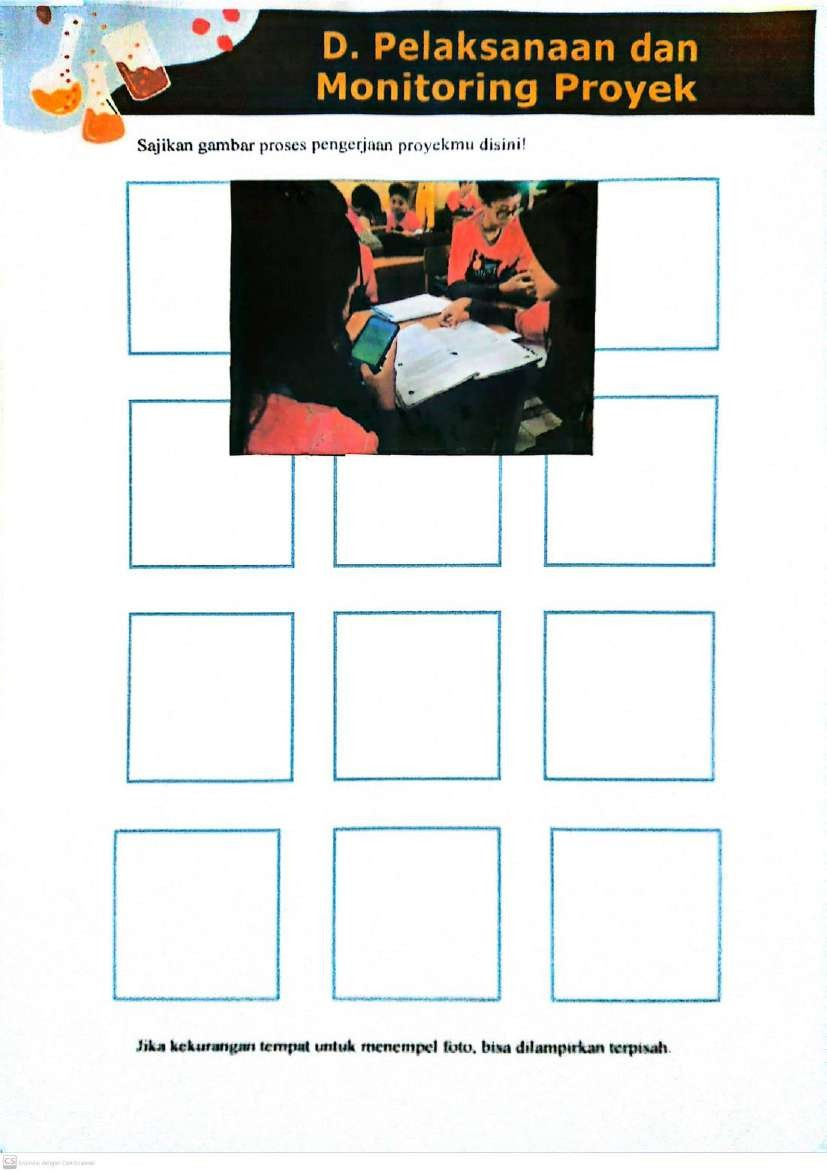 D. Pelaksanaan dan
Monitoring Proyek
Sajikan gambar proses pengerjaan proyekmu disini!
Jika kekurangan tempat untuk menempel foto, bisa dilampirkan terpisah.
CS